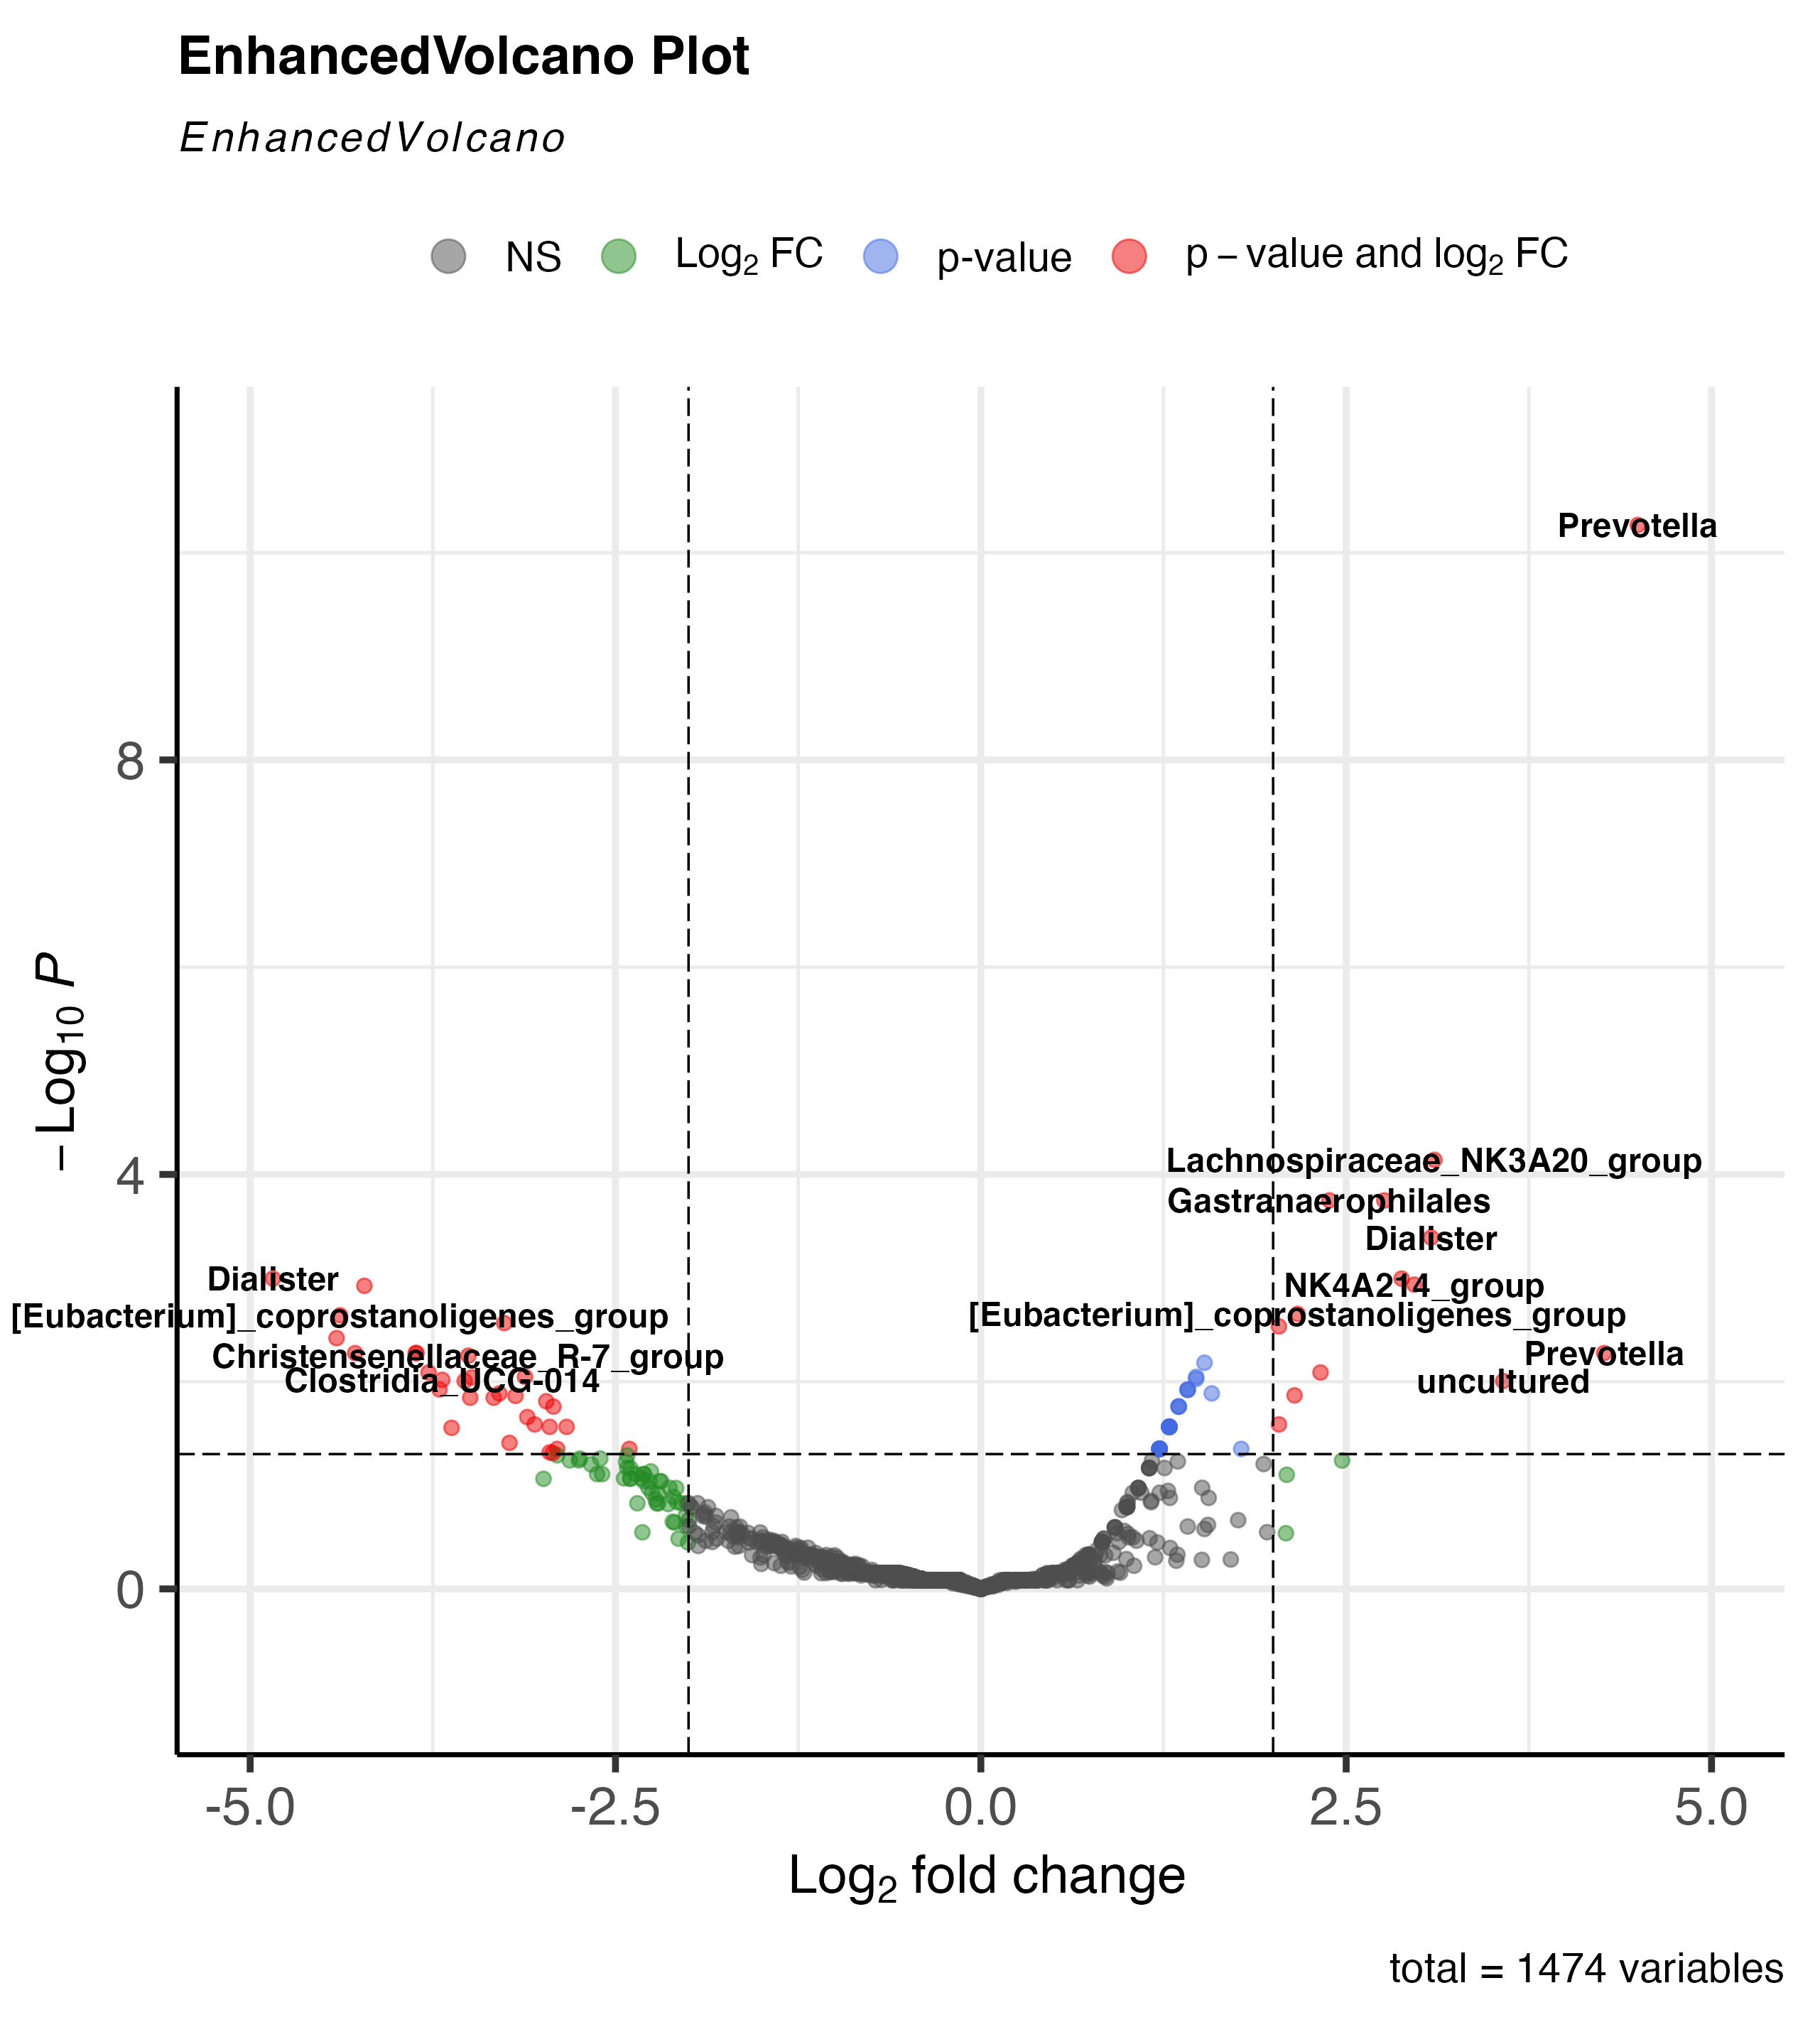 EnhancedVolcano Plot
EnhancedVolcano
NS Log₂ FC p-value p − value and log₂ FC
Prevotella
8
− Log₁₀ P
4
Lachnospiraceae_NK3A20_group
Gastranaerophilales
Dialister
Dialister
NK4A214_group
[Eubacterium]_coprostanoligenes_group
[Eubacterium]_coprostanoligenes_group
Prevotella
Christensenellaceae_R-7_group
Clostridia_UCG-014
uncultured
0
-5.0 -2.5 0.0 2.5 5.0
Log₂ fold change
total = 1474 variables